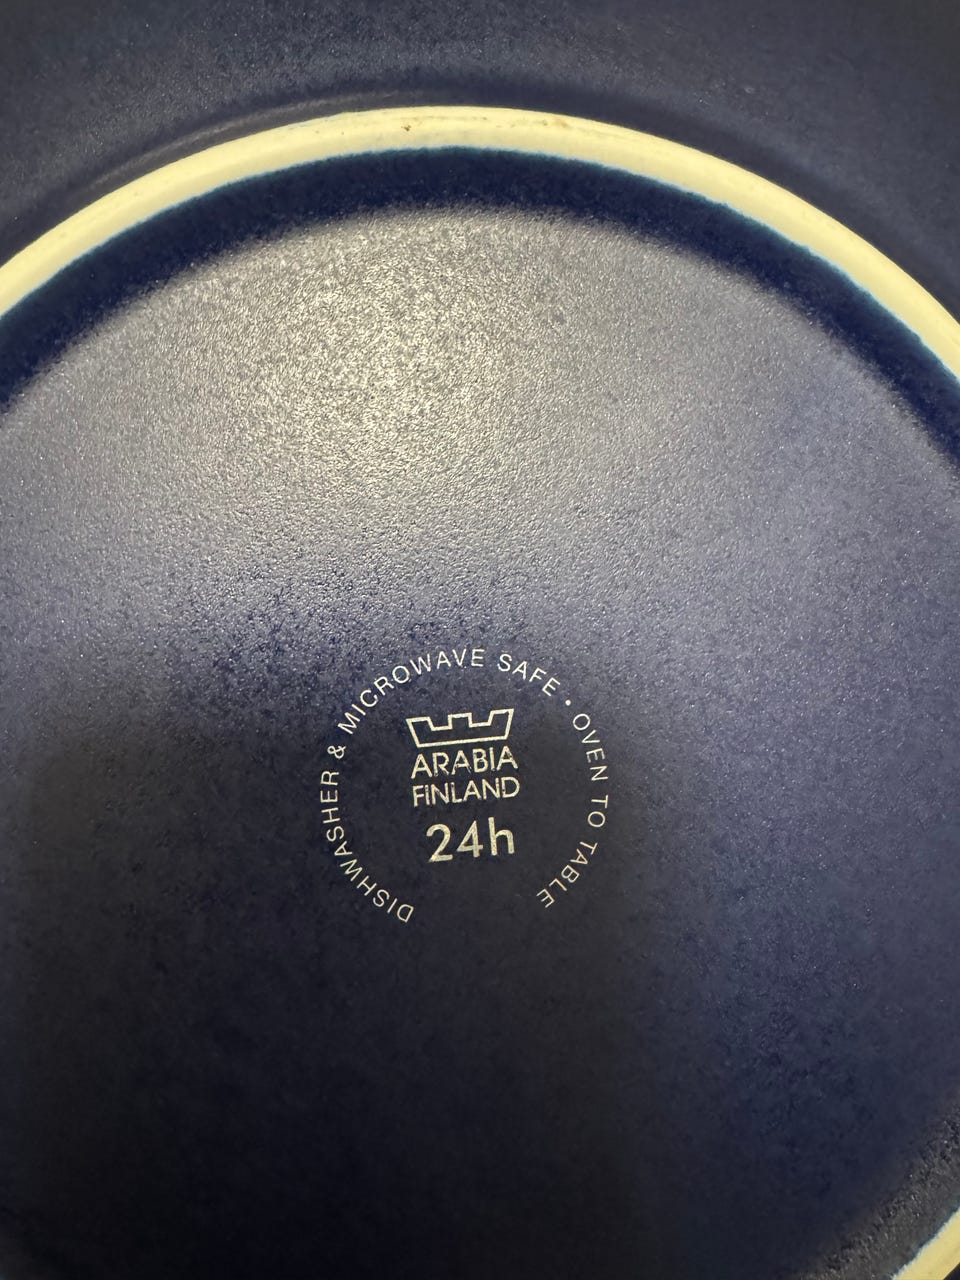 DISHWASHER & MICROWAVE SAFE • OVEN TO TABLE
ARABIA
FINLAND
24h